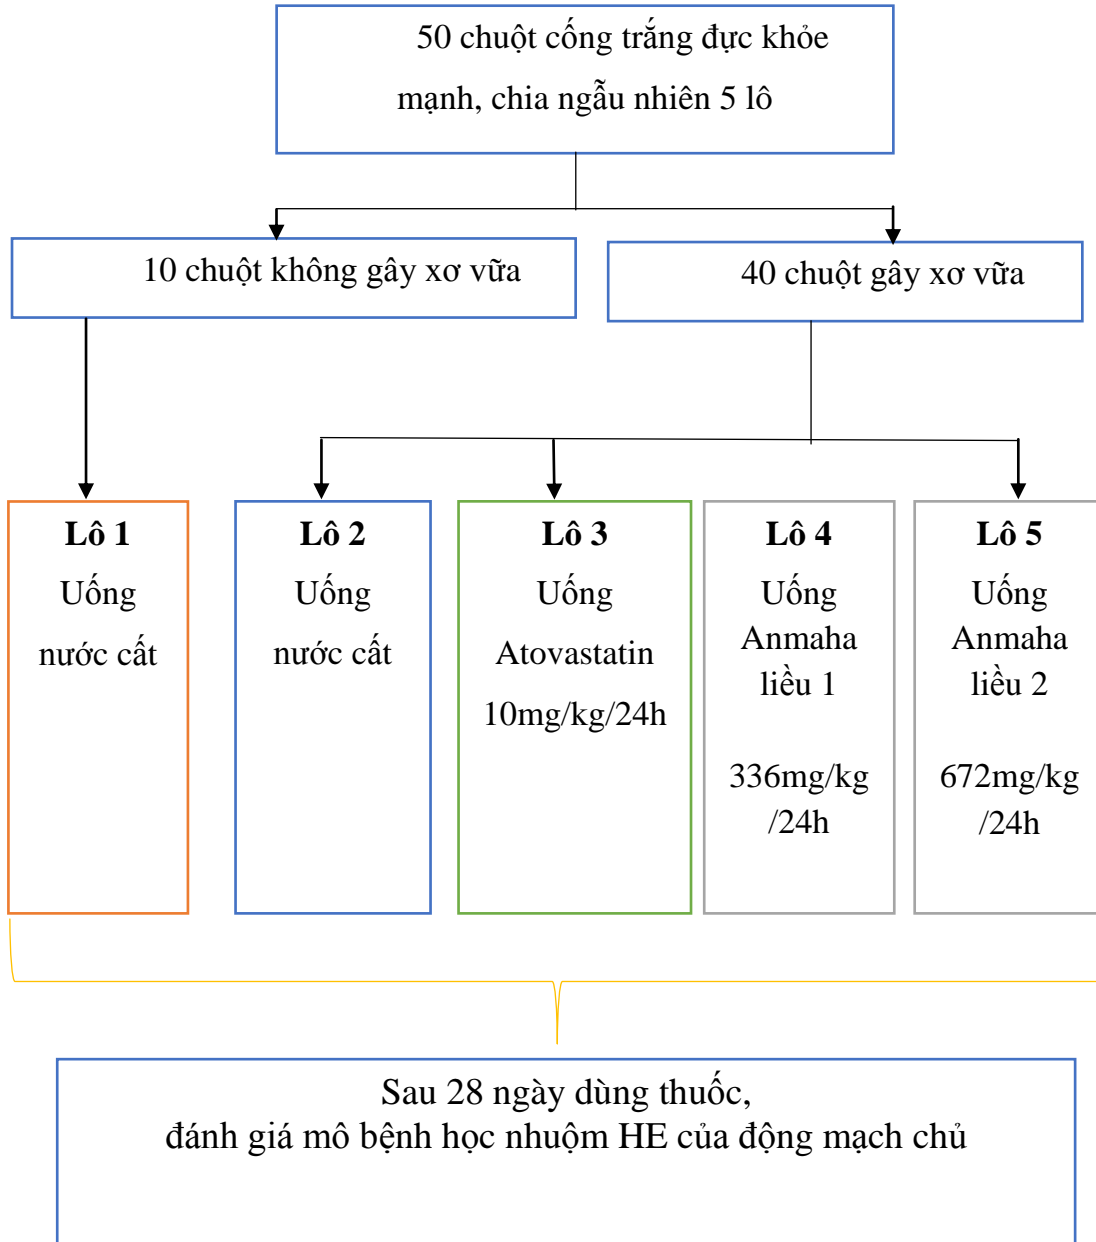 50 chuột cống trắng đực khỏe
mạnh, chia ngẫu nhiên 5 lô
10 chuột không gây xơ vữa
40 chuột gây xơ vữa
Lô 1
Uống
nước cất
Lô 2
Uống
nước cất
Lô 3
Uống
Atovastatin
10mg/kg/24h
Lô 4
Uống
Anmaha
liều 1
336mg/kg
/24h
Lô 5
Uống
Anmaha
liều 2
672mg/kg
/24h
Sau 28 ngày dùng thuốc,
đánh giá mô bệnh học nhuộm HE của động mạch chủ